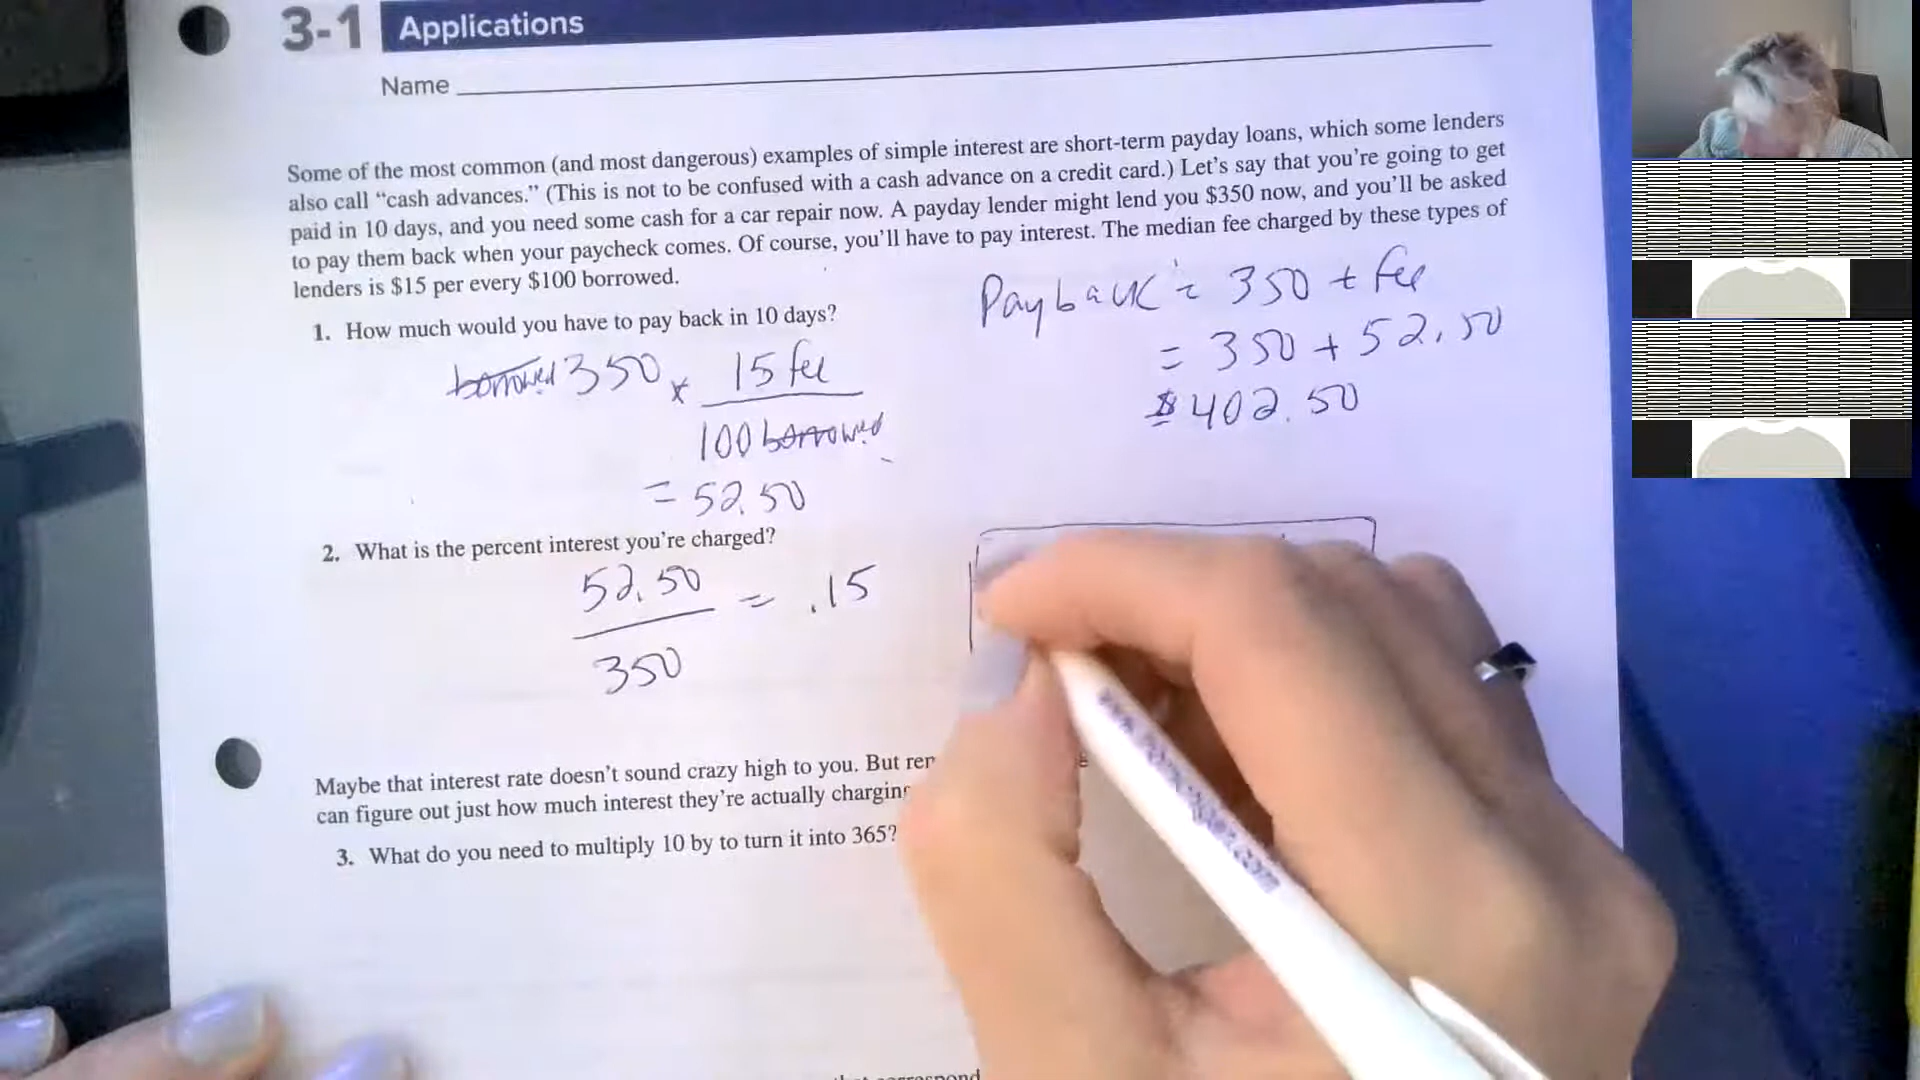 3-1 Applications
Name
Some of the most common (and most dangerous) examples of simple interest are short-term payday loans, which some lenders
also call “cash advances.” (This is not to be confused with a cash advance on a credit card.) Let’s say that you’re going to get
paid in 10 days, and you need some cash for a car repair now. A payday lender might lend you $350 now, and you’ll be asked
to pay them back when your paycheck comes. Of course, you’ll have to pay interest. The median fee charged by these types of
lenders is $15 per every $100 borrowed.
Payback = 350 + fee
= 350 + 52.50
$402.50
1. How much would you have to pay back in 10 days?
borrowed 350 x 15 fee
100 borrowed
= 52.50
2. What is the percent interest you’re charged?
52.50 = .15
350
Maybe that interest rate doesn’t sound crazy high to you. But
can figure out just how much interest they’re actually
3. What do you need to multiply 10 by to turn it into 365?